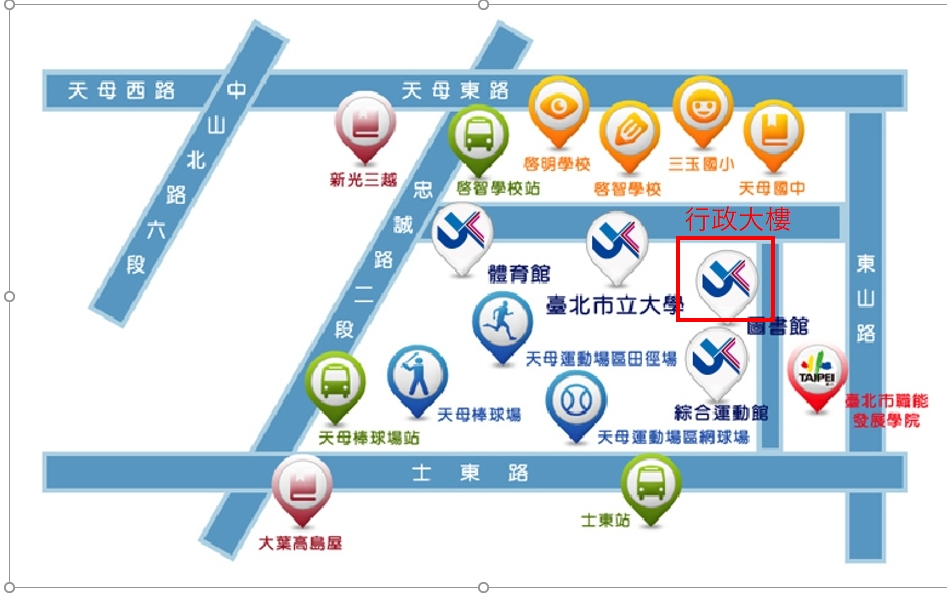 天母西路
天母東路
中山北路六段
新光三越
啓智學校站
啓明學校
啓智學校
三玉國小
天母國中
忠誠路二段
行政大樓
體育館
臺北市立大學
圖書館
東山路
天母運動場區田徑場
TAIPEI
天母棒球場站
天母棒球場
天母運動場區網球場
綜合運動館
臺北市職能
發展學院
士東路
大葉高島屋
士東站